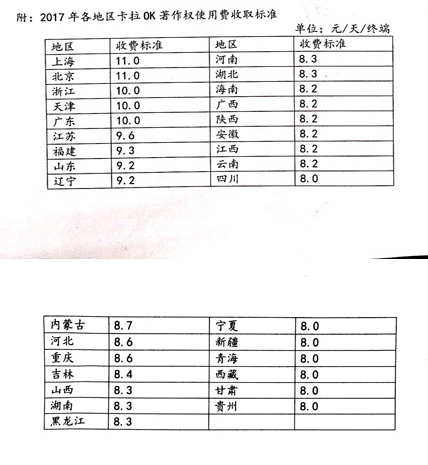 附：2017年各地区卡拉OK著作权使用费收取标准
单位：元/天/终端
地区 收费标准 地区 收费标准
上海 11.0 河南 8.3
北京 11.0 湖北 8.3
浙江 10.0 海南 8.2
天津 10.0 广西 8.2
广东 10.0 陕西 8.2
江苏 9.6 安徽 8.2
福建 9.3 江西 8.2
山东 9.2 云南 8.2
辽宁 9.2 四川 8.0
内蒙古 8.7 宁夏 8.0
河北 8.6 新疆 8.0
重庆 8.6 青海 8.0
吉林 8.4 西藏 8.0
山西 8.3 甘肃 8.0
湖南 8.3 贵州 8.0
黑龙江 8.3